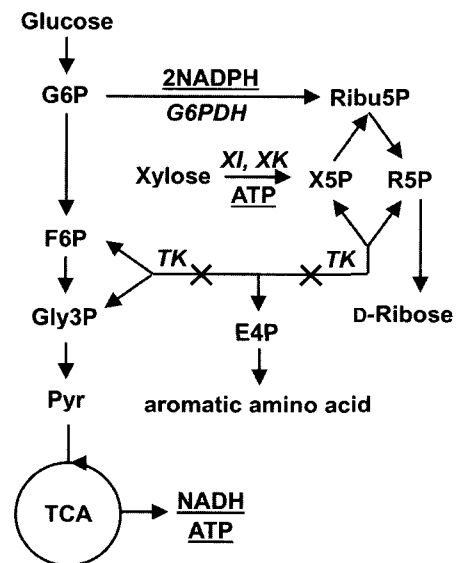 Glucose
G6P
2NADPH
G6PDH
Ribu5P
Xylose
XI, XK
ATP
X5P
R5P
F6P
TK
TK
Gly3P
E4P
D-Ribose
Pyr
aromatic amino acid
TCA
NADH
ATP